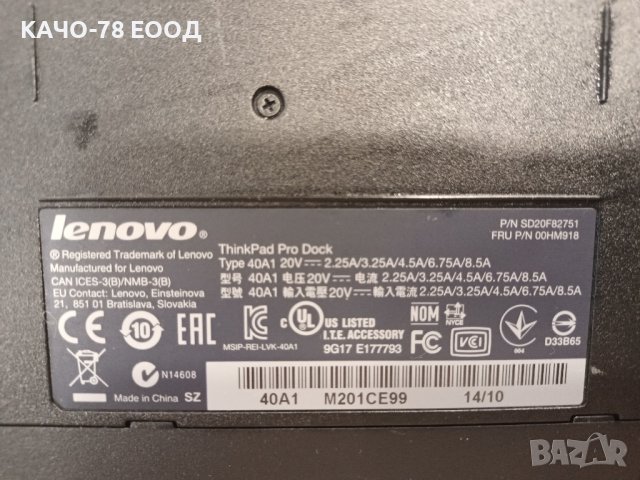 КАЧО-78 ЕООД
lenovo®
P/N SD20F82751
FRU P/N 00HM918
® Registered Trademark of Lenovo
Manufactured for Lenovo
CAN ICES-3(B)/NMB-3(B)
EU Contact: Lenovo, Einsteinova
21, 851 01 Bratislava, Slovakia
ThinkPad Pro Dock
Type 40A1 20V⎓ 2.25A/3.25A/4.5A/6.75A/8.5A
型号 40A1 电压20V⎓ 电流 2.25A/3.25A/4.5A/6.75A/8.5A
型號 40A1 輸入電壓20V⎓ 輸入電流 2.25A/3.25A/4.5A/6.75A/8.5A
10
EAC
MSIP-REI-LVK-40A1
c UL US LISTED
I.T.E. ACCESSORY
9G17 E177793
NOM
NYCE
FC
VCI
004
D33B65
N14608
Made in China SZ
40A1 M201CE99 14/10
BAZAR